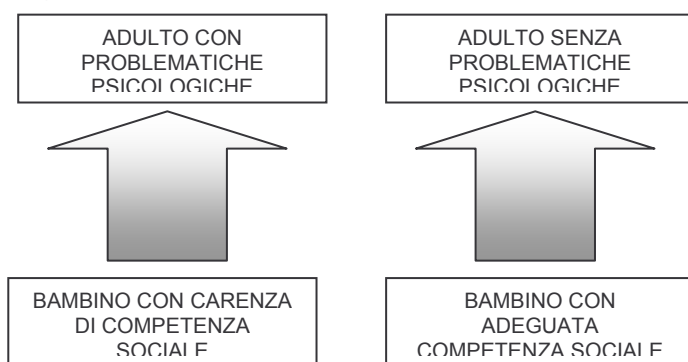 ADULTO CON
PROBLEMATICHE
PSICOLOGICHE
ADULTO SENZA
PROBLEMATICHE
PSICOLOGICHE
BAMBINO CON CARENZA
DI COMPETENZA
SOCIALE
BAMBINO CON
ADEGUATA
COMPETENZA SOCIALE